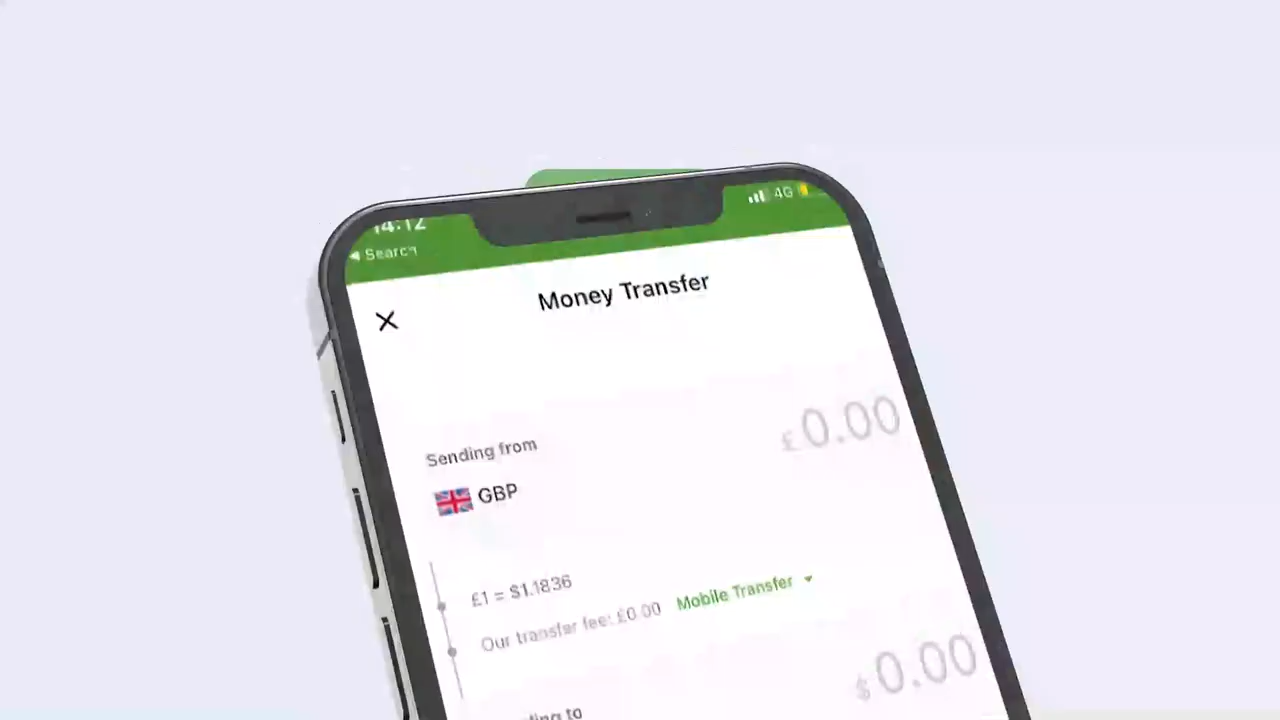 14:12
4G
Search
Money Transfer
£0.00
Sending from
GBP
£1 = $1.1836
Our transfer fee: £0.00 Mobile Transfer
$0.00
to